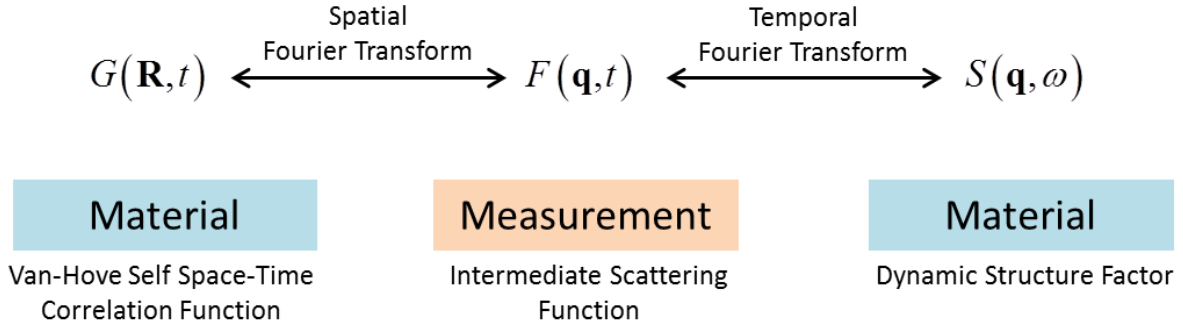 Spatial
Fourier Transform
Temporal
Fourier Transform
G(R,t)
F(q,t)
S(q,ω)
Material
Measurement
Material
Van-Hove Self Space-Time
Correlation Function
Intermediate Scattering
Function
Dynamic Structure Factor